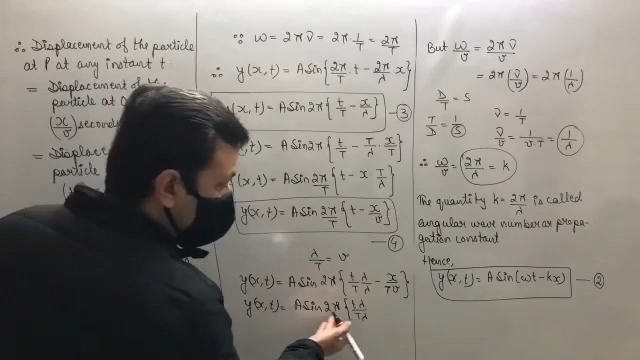 ∴ Displacement of the particle
at P at any instant t
= Displacement of the
particle at
(x/v) seconds
= Displace
particle
∵ ω = 2πν̄ = 2π·1/T = 2π/T
∴ y(x,t) = A Sin{2π/T·t - 2π/λ x}
y(x,t) = A Sin 2π{t/T - x/λ} — ③
,t) = A Sin 2π{t/T - T/λ·x/T}
,t) = A Sin 2π/T{t - x T/λ}
y(x,t) = A Sin 2π/T{t - x/v} — ④
λ/T = v
y(x,t) = A Sin 2π{t/T λ/λ - x/Tv}
y(x,t) = A Sin 2π{tλ/Tλ
But ω/v = 2πν̄/v
= 2π(ν̄/v) = 2π(1/λ)
D/T = S
T/D = 1/S
ν̄ = 1/T
ν̄/v = 1/v·T = 1/λ
∴ ω/v = 2π/λ = k
The quantity k = 2π/λ is called
angular wave number or propa-
gation constant
Hence,
y(x,t) = A Sin(ωt - kx) — ②